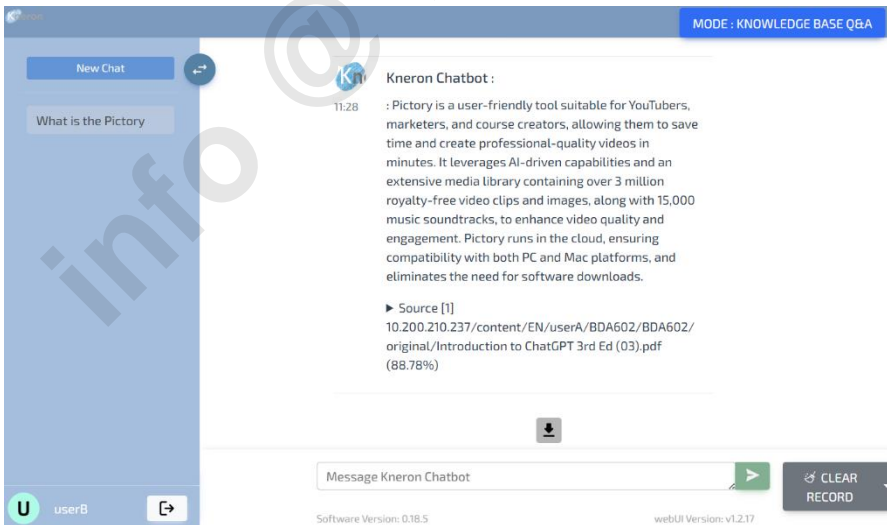 Kneron
MODE : KNOWLEDGE BASE Q&A
New Chat
What is the Pictory
Kn
Kneron Chatbot :
11:28
: Pictory is a user-friendly tool suitable for YouTubers,
marketers, and course creators, allowing them to save
time and create professional-quality videos in
minutes. It leverages AI-driven capabilities and an
extensive media library containing over 3 million
royalty-free video clips and images, along with 15,000
music soundtracks, to enhance video quality and
engagement. Pictory runs in the cloud, ensuring
compatibility with both PC and Mac platforms, and
eliminates the need for software downloads.
▶ Source [1]
10.200.210.237/content/EN/userA/BDA602/BDA602/
original/Introduction to ChatGPT 3rd Ed (03).pdf
(88.78%)
Message Kneron Chatbot
CLEAR
RECORD
U userB
Software Version: 0.18.5
webUI Version: v1.2.17
info @